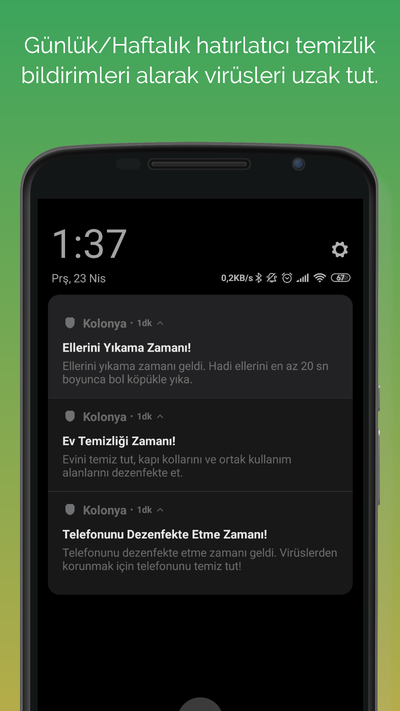 Günlük/Haftalık hatırlatıcı temizlik
bildirimleri alarak virüsleri uzak tut.
1:37
Prş, 23 Nis
0,2KB/s
67
Kolonya • 1dk
Ellerini Yıkama Zamanı!
Ellerini yıkama zamanı geldi. Hadi ellerini en az 20 sn
boyunca bol köpükle yıka.
Kolonya • 1dk
Ev Temizliği Zamanı!
Evini temiz tut, kapı kollarını ve ortak kullanım
alanlarını dezenfekte et.
Kolonya • 1dk
Telefonunu Dezenfekte Etme Zamanı!
Telefonunu dezenfekte etme zamanı geldi. Virüslerden
korunmak için telefonunu temiz tut!